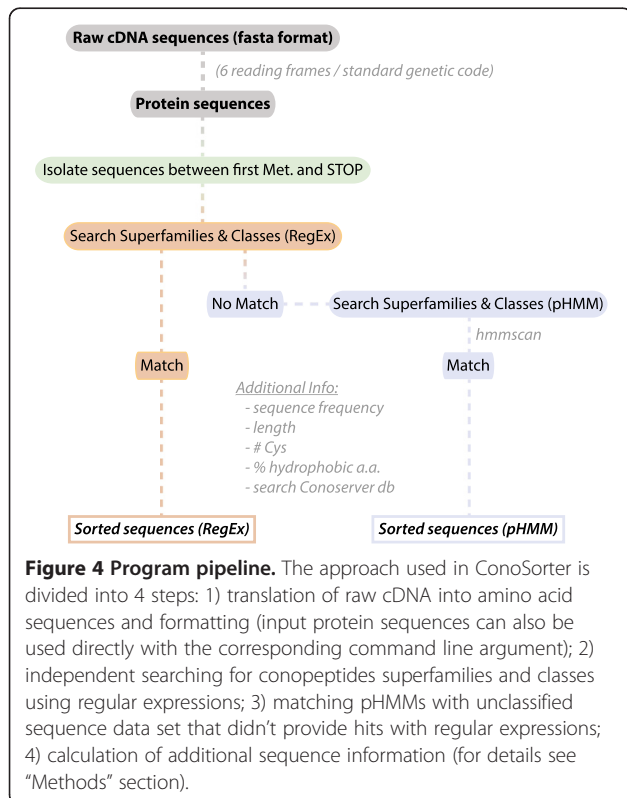 Raw cDNA sequences (fasta format)
(6 reading frames / standard genetic code)
Protein sequences
Isolate sequences between first Met. and STOP
Search Superfamilies & Classes (RegEx)
No Match
Search Superfamilies & Classes (pHMM)
hmmscan
Match
Match
Additional Info:
- sequence frequency
- length
- # Cys
- % hydrophobic a.a.
- search Conoserver db
Sorted sequences (RegEx)
Sorted sequences (pHMM)
Figure 4 Program pipeline. The approach used in ConoSorter is
divided into 4 steps: 1) translation of raw cDNA into amino acid
sequences and formatting (input protein sequences can also be
used directly with the corresponding command line argument); 2)
independent searching for conopeptides superfamilies and classes
using regular expressions; 3) matching pHMMs with unclassified
sequence data set that didn't provide hits with regular expressions;
4) calculation of additional sequence information (for details see
“Methods” section).